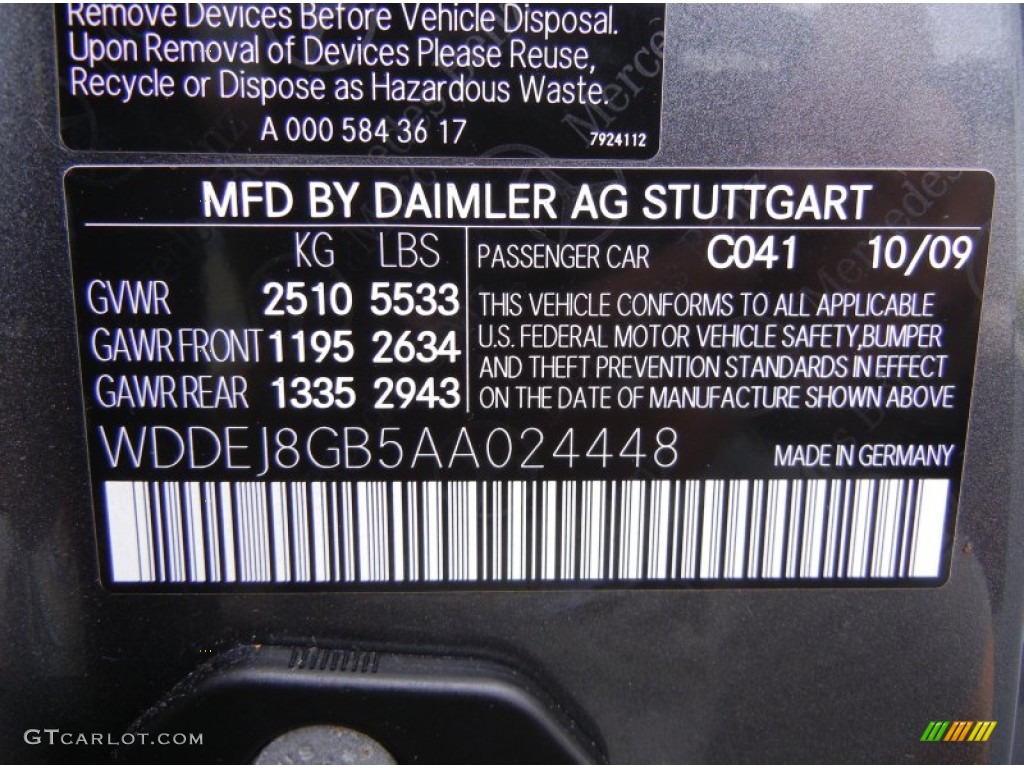 Remove Devices Before Vehicle Disposal.
Upon Removal of Devices Please Reuse,
Recycle or Dispose as Hazardous Waste.
A 000 584 36 17
7924112
MFD BY DAIMLER AG STUTTGART
KG LBS
GVWR 2510 5533
GAWR FRONT 1195 2634
GAWR REAR 1335 2943
PASSENGER CAR C041 10/09
THIS VEHICLE CONFORMS TO ALL APPLICABLE
U.S. FEDERAL MOTOR VEHICLE SAFETY,BUMPER
AND THEFT PREVENTION STANDARDS IN EFFECT
ON THE DATE OF MANUFACTURE SHOWN ABOVE
WDDEJ8GB5AA024448
MADE IN GERMANY
GTCARLOT.COM